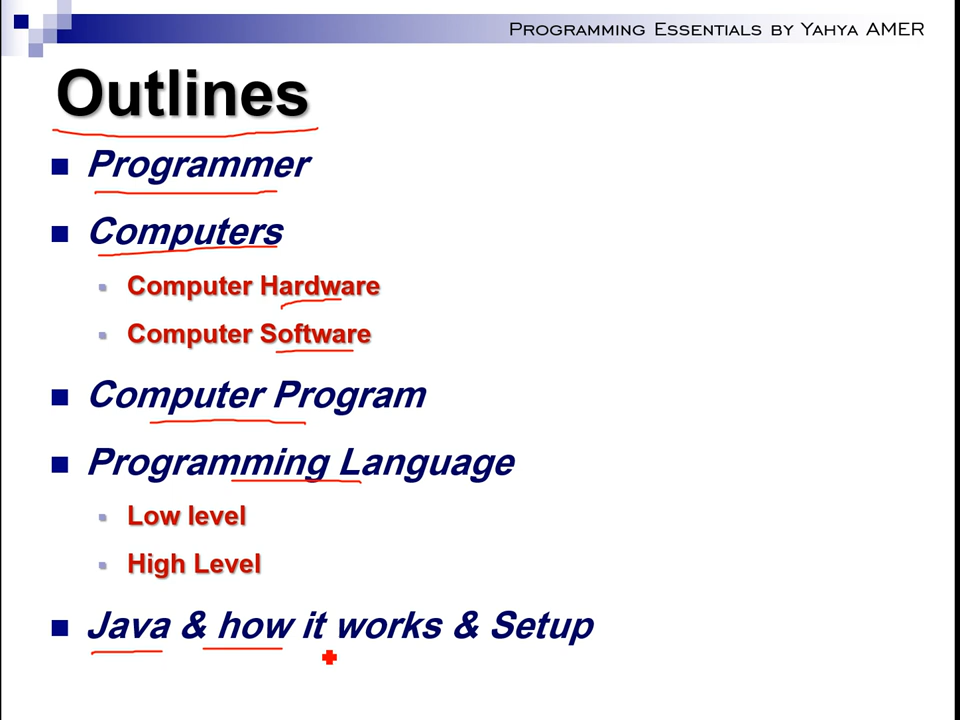 Programming Essentials by Yahya AMER
Outlines
Programmer
Computers
Computer Hardware
Computer Software
Computer Program
Programming Language
Low level
High Level
Java & how it works & Setup